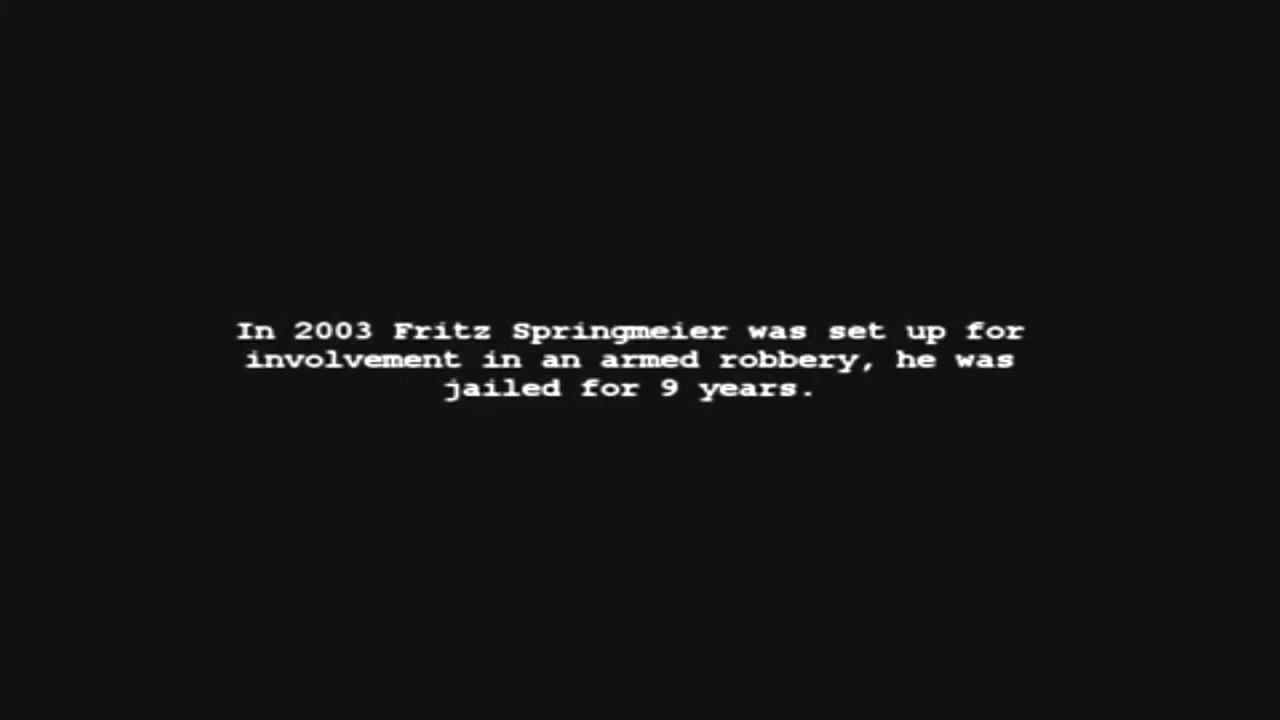 In 2003 Fritz Springmeier was set up for
involvement in an armed robbery, he was
jailed for 9 years.